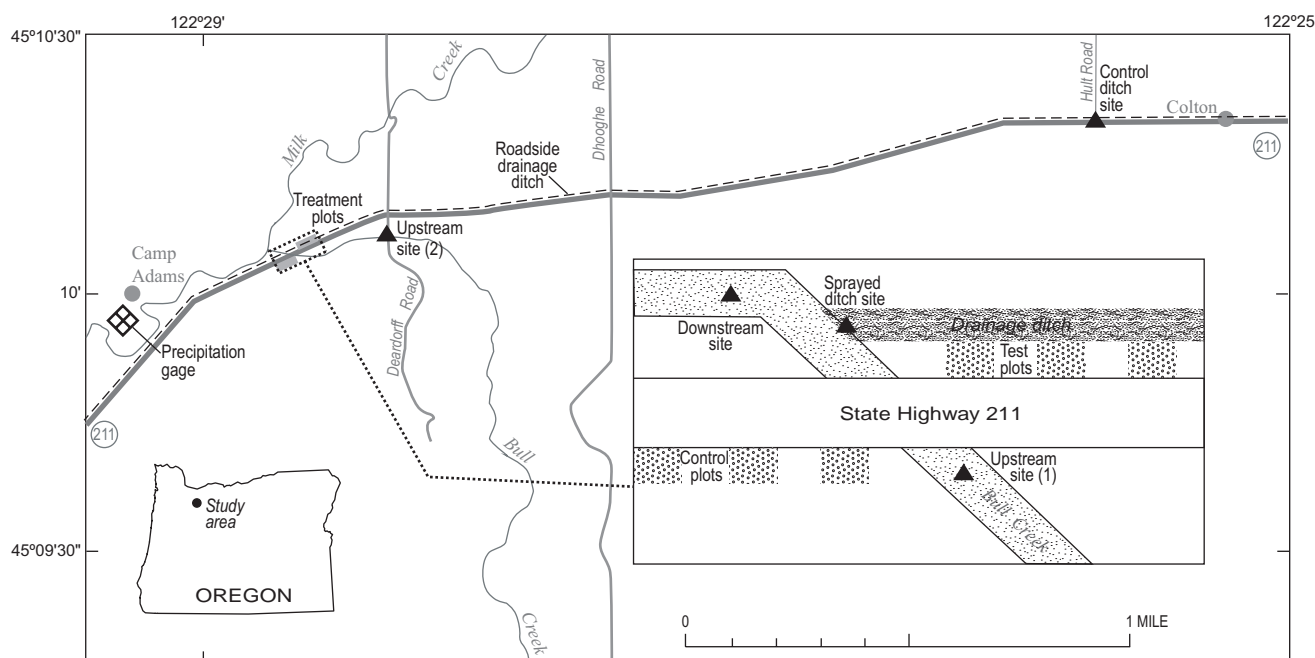 122º29'
122º25
45º10'30"
Creek
Milk
Dhooghe Road
Hult Road
Control
ditch
site
Colton
211
Roadside
drainage
ditch
Treatment
plots
Upstream
site (2)
Camp
Adams
10'
Precipitation
gage
Deardorff Road
211
Sprayed
ditch site
Drainage ditch
Downstream
site
Test
plots
State Highway 211
Control
plots
Upstream
site (1)
Bull Creek
Bull
Creek
Study
area
OREGON
45º09'30"
0
1 MILE